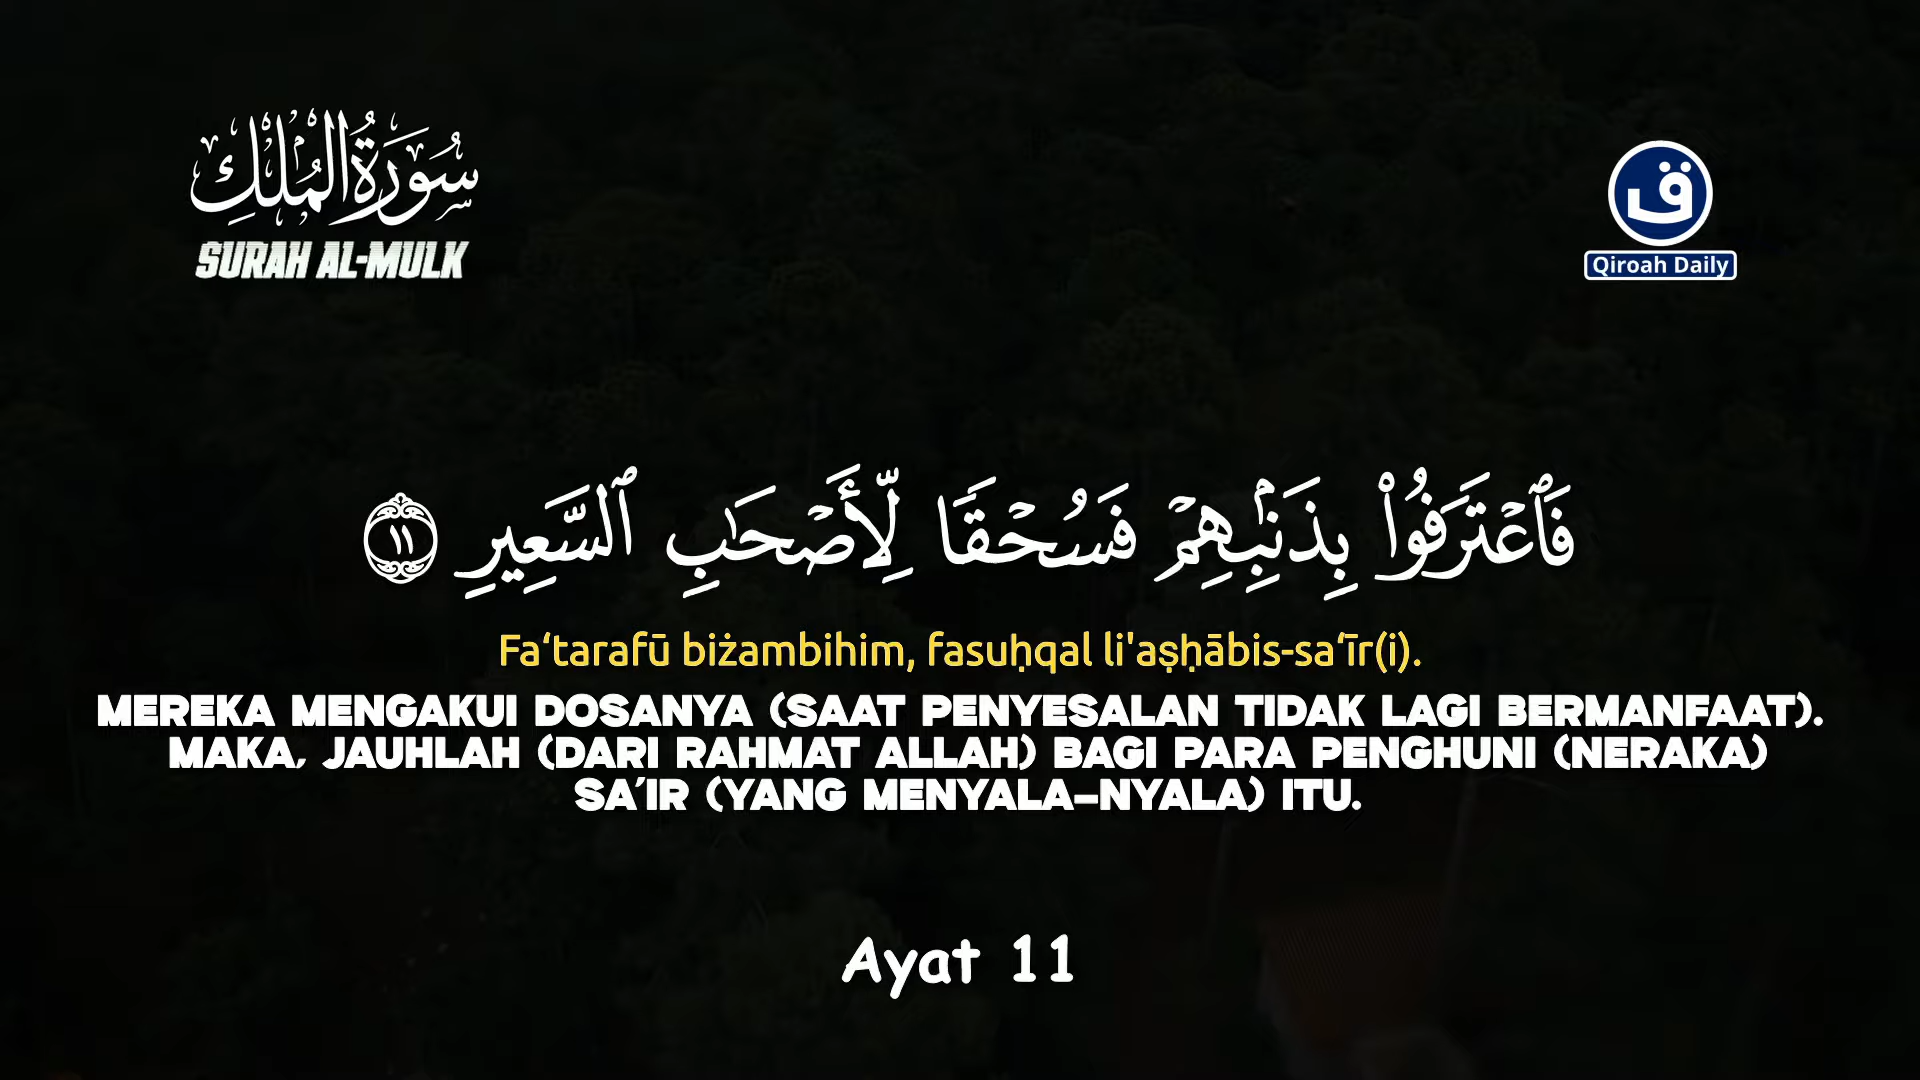 سُورَةُ الْمُلْكِ
SURAH AL-MULK
ق
Qiroah Daily
فَٱعْتَرَفُوا۟ بِذَنۢبِهِمْ فَسُحْقًا لِّأَصْحَـٰبِ ٱلسَّعِيرِ ١١
Fa‘tarafū biżambihim, fasuḥqal li'aṣḥābis-sa‘īr(i).
MEREKA MENGAKUI DOSANYA (SAAT PENYESALAN TIDAK LAGI BERMANFAAT).
MAKA, JAUHLAH (DARI RAHMAT ALLAH) BAGI PARA PENGHUNI (NERAKA)
SA'IR (YANG MENYALA-NYALA) ITU.
Ayat 11